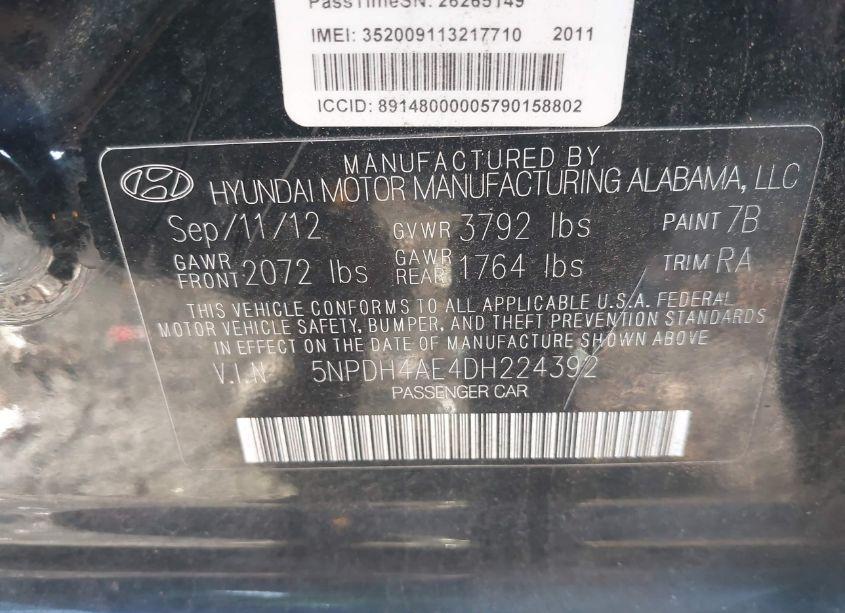 PassTimeSN: 26265149
IMEI: 352009113217710 2011
ICCID: 89148000005790158802
MANUFACTURED BY
HYUNDAI MOTOR MANUFACTURING ALABAMA, LLC
Sep/11/12 GVWR 3792 lbs PAINT 7B
GAWR FRONT 2072 lbs GAWR REAR 1764 lbs TRIM RA
THIS VEHICLE CONFORMS TO ALL APPLICABLE U.S.A. FEDERAL
MOTOR VEHICLE SAFETY, BUMPER, AND THEFT PREVENTION STANDARDS
IN EFFECT ON THE DATE OF MANUFACTURE SHOWN ABOVE
V.I.N 5NPDH4AE4DH224392
PASSENGER CAR